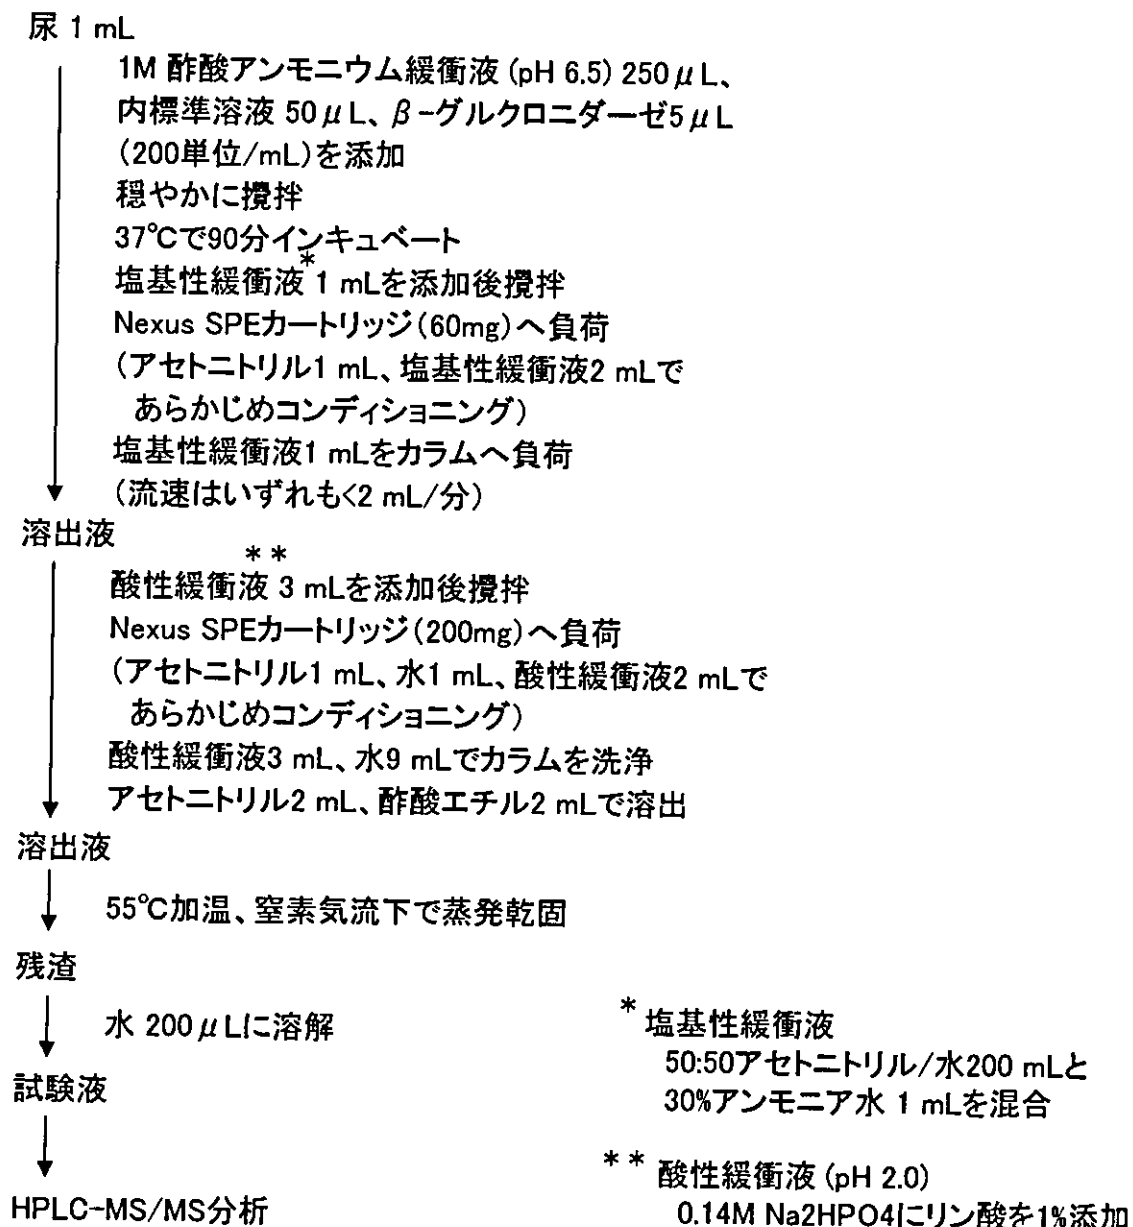 尿 1 mL
1M 酢酸アンモニウム緩衝液 (pH 6.5) 250μL、
内標準溶液 50μL、β-グルクロニダーゼ5μL
(200単位/mL)を添加
穏やかに攪拌
37℃で90分インキュベート
塩基性緩衝液* 1 mLを添加後攪拌
Nexus SPEカートリッジ(60mg)へ負荷
(アセトニトリル1 mL、塩基性緩衝液2 mLで
あらかじめコンディショニング)
塩基性緩衝液1 mLをカラムへ負荷
(流速はいずれも<2 mL/分)
溶出液
酸性緩衝液** 3 mLを添加後攪拌
Nexus SPEカートリッジ(200mg)へ負荷
(アセトニトリル1 mL、水1 mL、酸性緩衝液2 mLで
あらかじめコンディショニング)
酸性緩衝液3 mL、水9 mLでカラムを洗浄
アセトニトリル2 mL、酢酸エチル2 mLで溶出
溶出液
55℃加温、窒素気流下で蒸発乾固
残渣
水 200μLに溶解
試験液
HPLC-MS/MS分析
* 塩基性緩衝液
50:50アセトニトリル/水200 mLと
30%アンモニア水 1 mLを混合
** 酸性緩衝液 (pH 2.0)
0.14M Na2HPO4にリン酸を1%添加